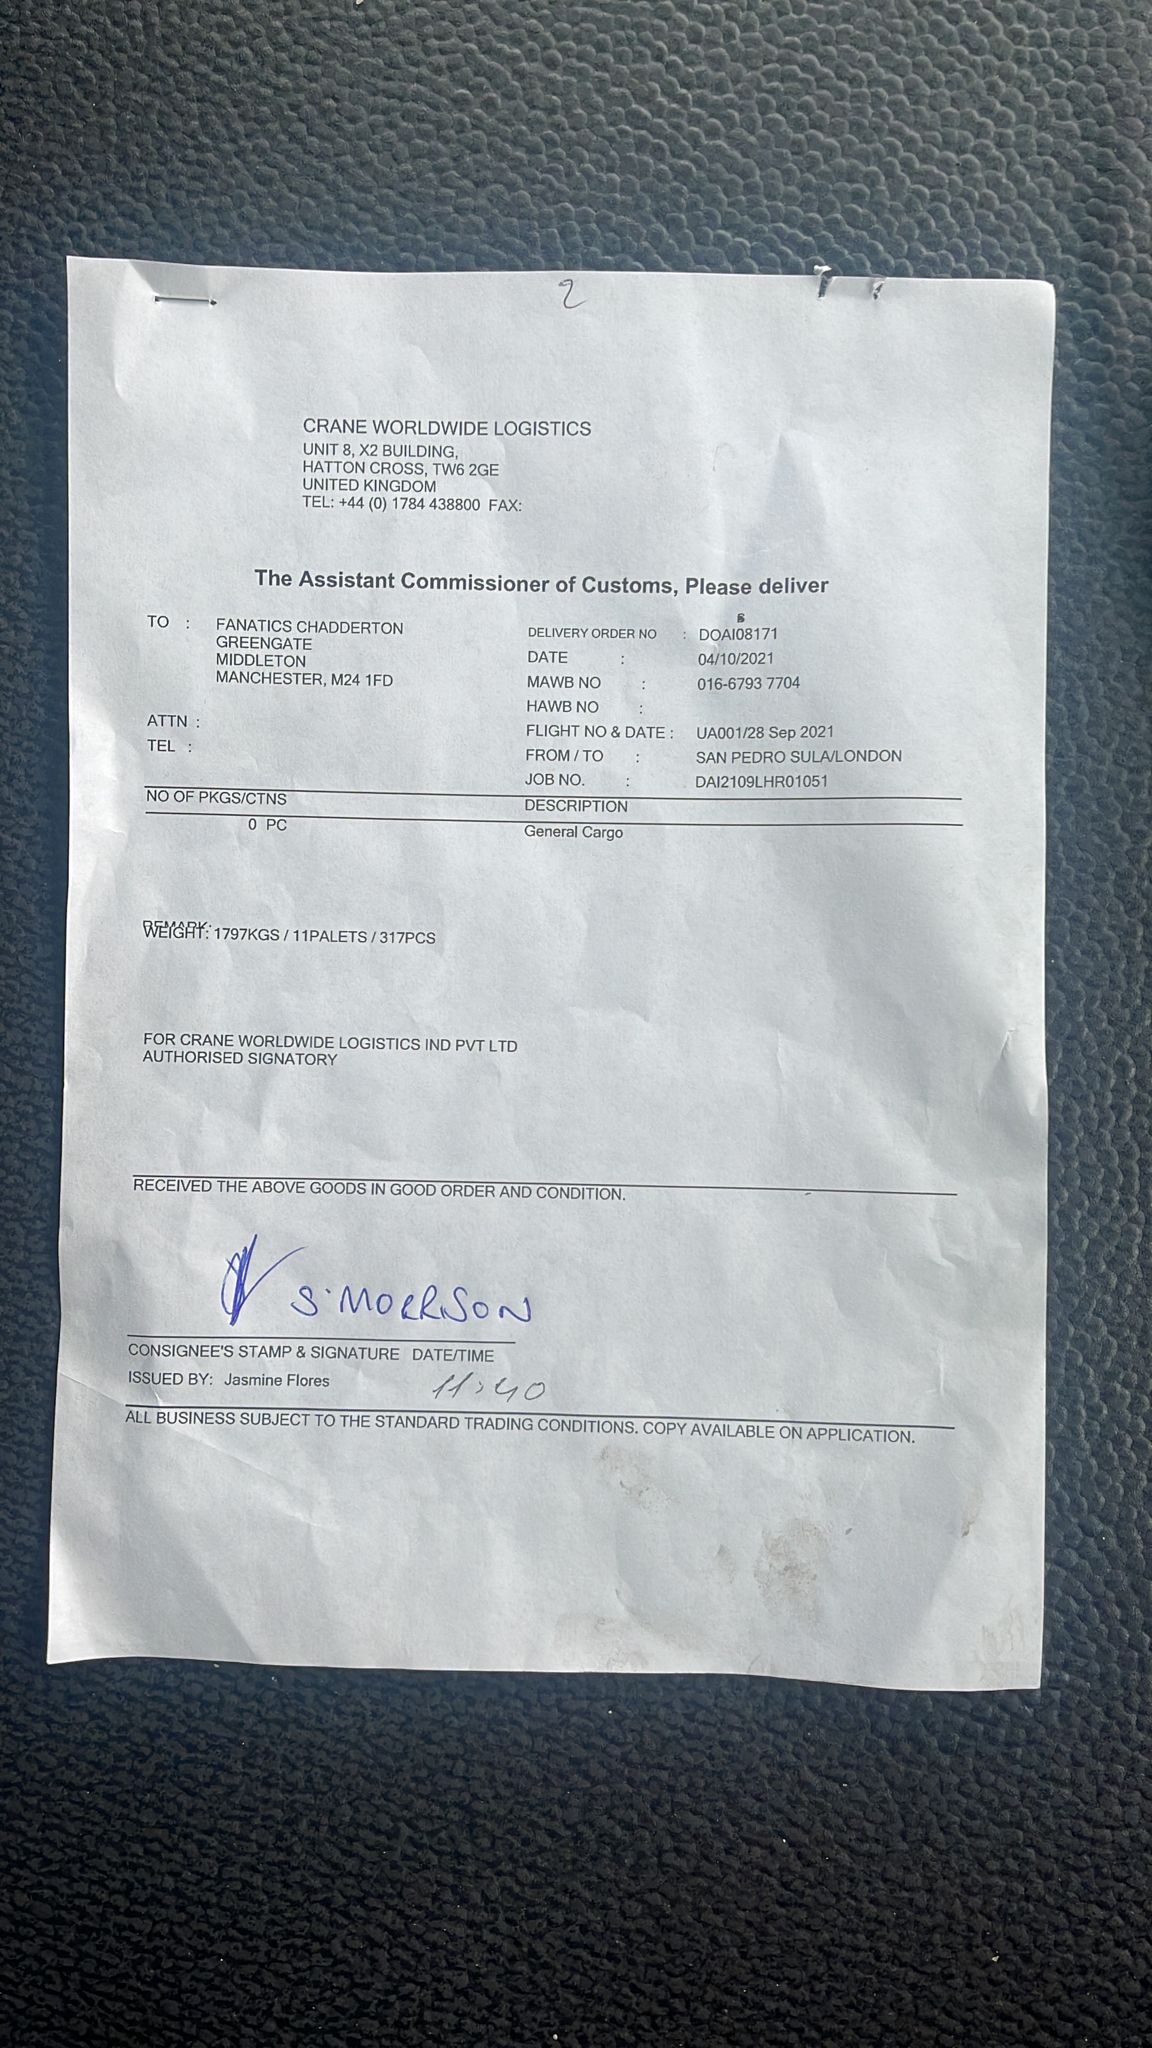 2
CRANE WORLDWIDE LOGISTICS
UNIT 8, X2 BUILDING,
HATTON CROSS, TW6 2GE
UNITED KINGDOM
TEL: +44 (0) 1784 438800 FAX:
The Assistant Commissioner of Customs, Please deliver
TO : FANATICS CHADDERTON
GREENGATE
MIDDLETON
MANCHESTER, M24 1FD
ATTN :
TEL :
DELIVERY ORDER NO : DOAI08171
DATE : 04/10/2021
MAWB NO : 016-6793 7704
HAWB NO :
FLIGHT NO & DATE : UA001/28 Sep 2021
FROM / TO : SAN PEDRO SULA/LONDON
JOB NO. : DAI2109LHR01051
NO OF PKGS/CTNS DESCRIPTION
0 PC General Cargo
REMARK:
WEIGHT: 1797KGS / 11PALETS / 317PCS
FOR CRANE WORLDWIDE LOGISTICS IND PVT LTD
AUTHORISED SIGNATORY
RECEIVED THE ABOVE GOODS IN GOOD ORDER AND CONDITION.
S. MORRISON
CONSIGNEE'S STAMP & SIGNATURE DATE/TIME
ISSUED BY: Jasmine Flores 11:40
ALL BUSINESS SUBJECT TO THE STANDARD TRADING CONDITIONS. COPY AVAILABLE ON APPLICATION.